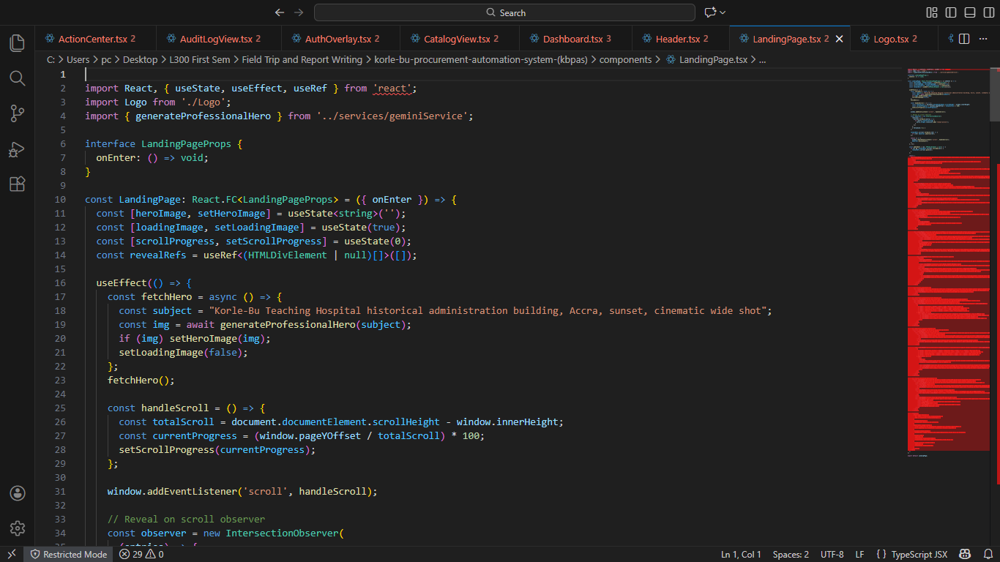 Search
ActionCenter.tsx 2 AuditLogView.tsx 2 AuthOverlay.tsx 2 CatalogView.tsx 2 Dashboard.tsx 3 Header.tsx 2 LandingPage.tsx 2 Logo.tsx 2
C: > Users > pc > Desktop > L300 First Sem > Field Trip and Report Writing > korle-bu-procurement-automation-system-(kbpas) > components > LandingPage.tsx > ...
1
2 import React, { useState, useEffect, useRef } from 'react';
3 import Logo from './Logo';
4 import { generateProfessionalHero } from '../services/geminiService';
5
6 interface LandingPageProps {
7   onEnter: () => void;
8 }
9
10 const LandingPage: React.FC<LandingPageProps> = ({ onEnter }) => {
11   const [heroImage, setHeroImage] = useState<string>('');
12   const [loadingImage, setLoadingImage] = useState(true);
13   const [scrollProgress, setScrollProgress] = useState(0);
14   const revealRefs = useRef<(HTMLDivElement | null)[]>([]);
15
16   useEffect(() => {
17     const fetchHero = async () => {
18       const subject = "Korle-Bu Teaching Hospital historical administration building, Accra, sunset, cinematic wide shot";
19       const img = await generateProfessionalHero(subject);
20       if (img) setHeroImage(img);
21       setLoadingImage(false);
22     };
23     fetchHero();
24
25     const handleScroll = () => {
26       const totalScroll = document.documentElement.scrollHeight - window.innerHeight;
27       const currentProgress = (window.pageYOffset / totalScroll) * 100;
28       setScrollProgress(currentProgress);
29     };
30
31     window.addEventListener('scroll', handleScroll);
32
33     // Reveal on scroll observer
34     const observer = new IntersectionObserver(
Restricted Mode 29 0 Ln 1, Col 1 Spaces: 2 UTF-8 LF { } TypeScript JSX